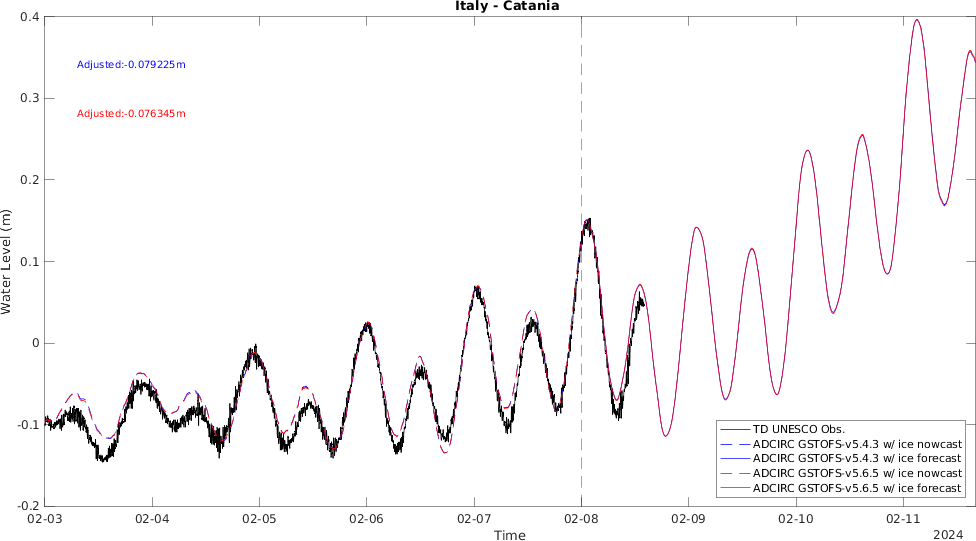 Italy - Catania
0.4
Adjusted:-0.079225m
0.3
Adjusted:-0.076345m
0.2
0.1
Water Level (m)
0
-0.1
TD UNESCO Obs.
ADCIRC GSTOFS-v5.4.3 w/ ice nowcast
ADCIRC GSTOFS-v5.4.3 w/ ice forecast
ADCIRC GSTOFS-v5.6.5 w/ ice nowcast
ADCIRC GSTOFS-v5.6.5 w/ ice forecast
-0.2
02-03 02-04 02-05 02-06 02-07 02-08 02-09 02-10 02-11
Time
2024